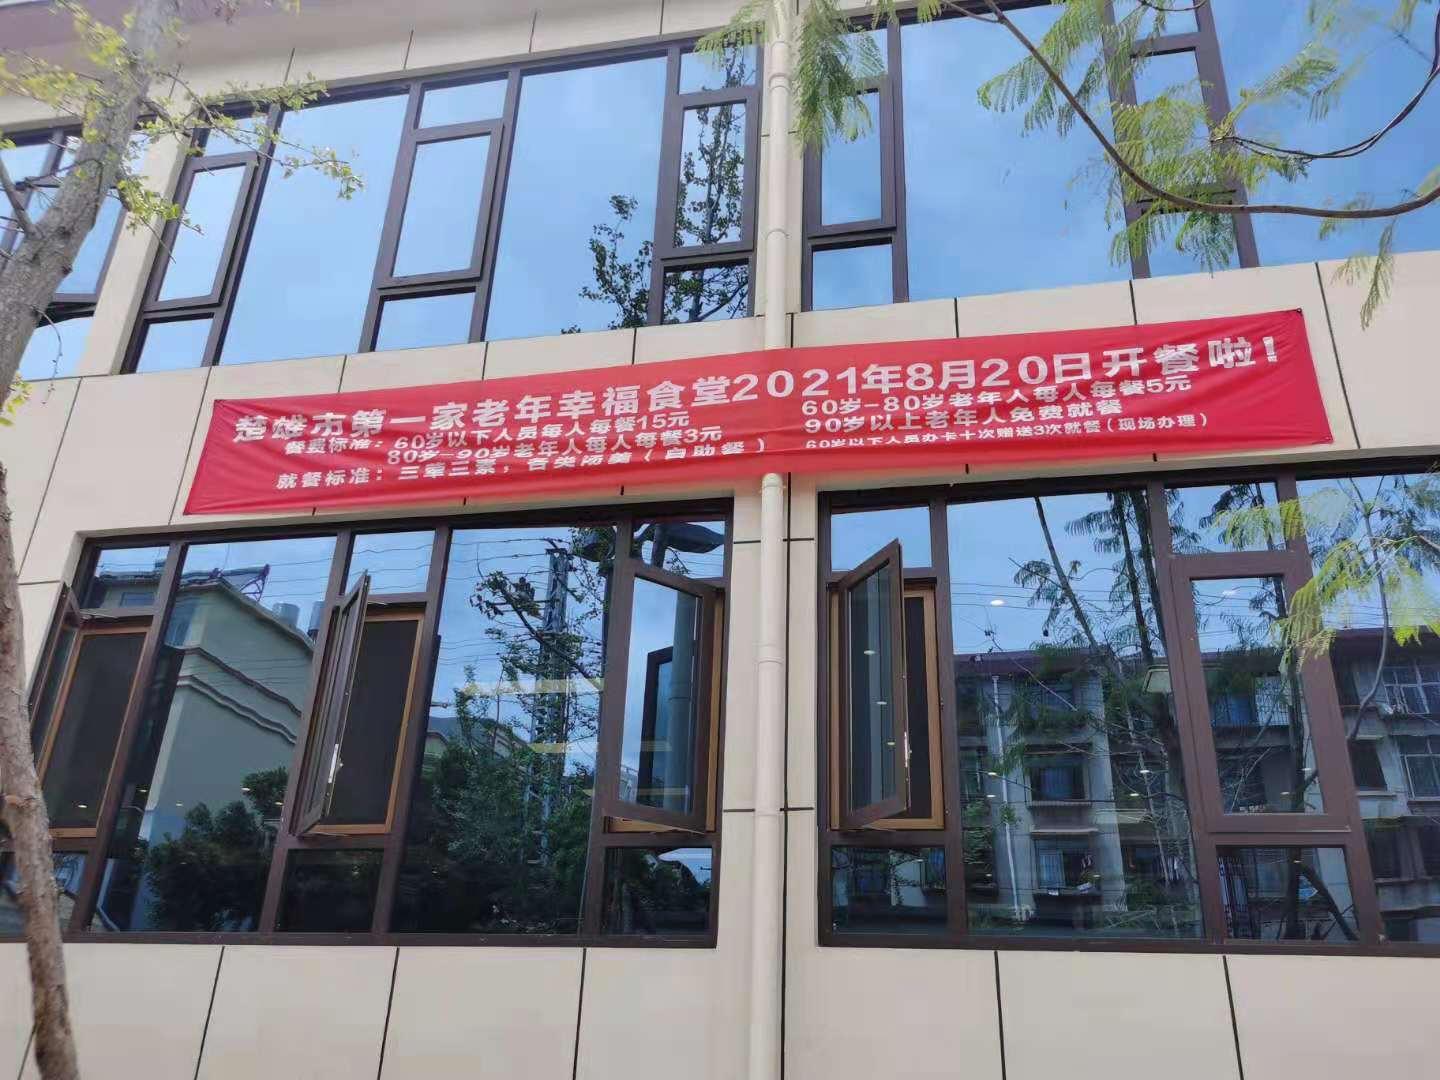 楚雄市第一家老年幸福食堂2021年8月20日开餐啦！
餐费标准：60岁以下人员每人每餐15元 60岁-80岁老年人每人每餐5元
80岁-90岁老年人每人每餐3元 90岁以上老年人免费就餐
就餐标准：三荤三素，各类汤羹（自助餐） 60岁以下人员办卡十次赠送3次就餐（现场办理）